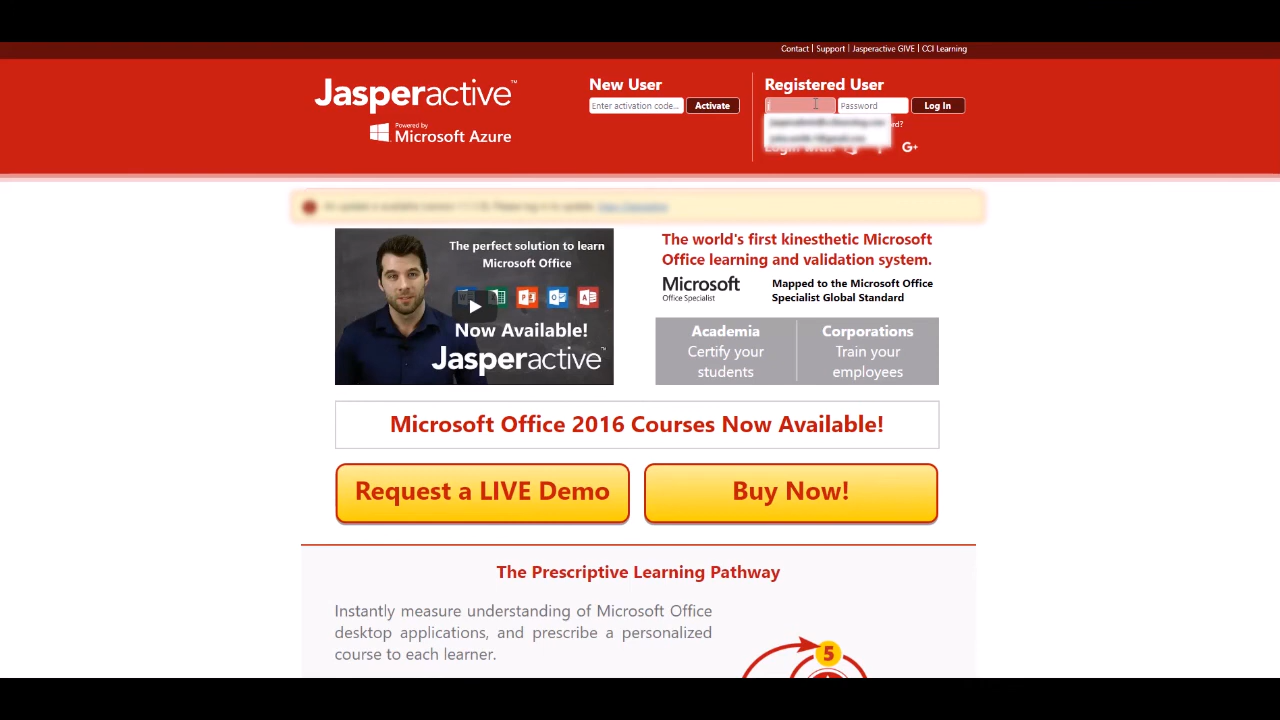 Contact | Support | Jasperactive GIVE | CCI Learning
Jasperactive™
Powered by
Microsoft Azure
New User
Enter activation code...
Activate
Registered User
j
Password
Log In
G+
The perfect solution to learn
Microsoft Office
Now Available!
Jasperactive™
The world's first kinesthetic Microsoft
Office learning and validation system.
Microsoft
Office Specialist
Mapped to the Microsoft Office
Specialist Global Standard
Academia
Certify your
students
Corporations
Train your
employees
Microsoft Office 2016 Courses Now Available!
Request a LIVE Demo
Buy Now!
The Prescriptive Learning Pathway
Instantly measure understanding of Microsoft Office
desktop applications, and prescribe a personalized
course to each learner.
5